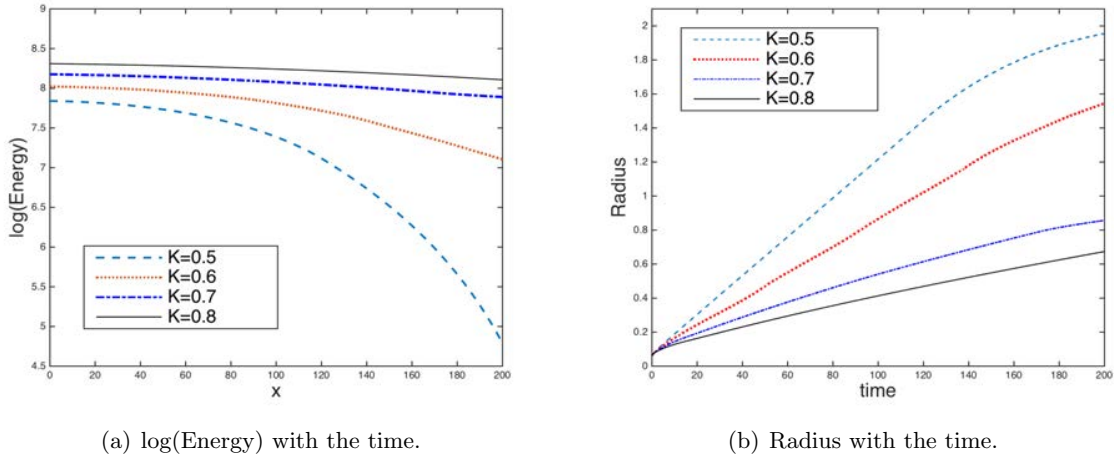 9
8.5
8
7.5
7
6.5
6
5.5
5
4.5
log(Energy)
K=0.5
K=0.6
K=0.7
K=0.8
0 20 40 60 80 100 120 140 160 180 200
x
(a) log(Energy) with the time.
2
1.8
1.6
1.4
1.2
1
0.8
0.6
0.4
0.2
0
Radius
K=0.5
K=0.6
K=0.7
K=0.8
0 20 40 60 80 100 120 140 160 180 200
time
(b) Radius with the time.